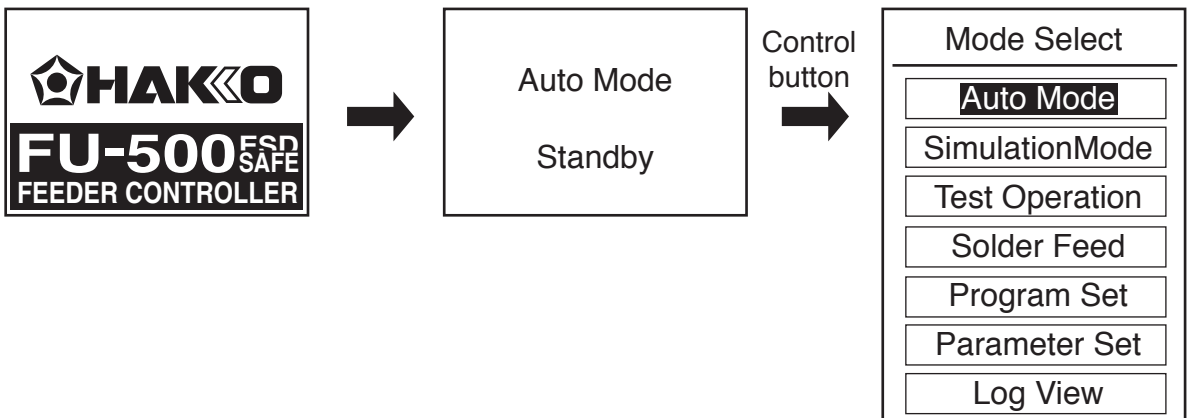 HAKKO
FU-500 ESD SAFE
FEEDER CONTROLLER
Auto Mode
Standby
Control
button
Mode Select
Auto Mode
SimulationMode
Test Operation
Solder Feed
Program Set
Parameter Set
Log View